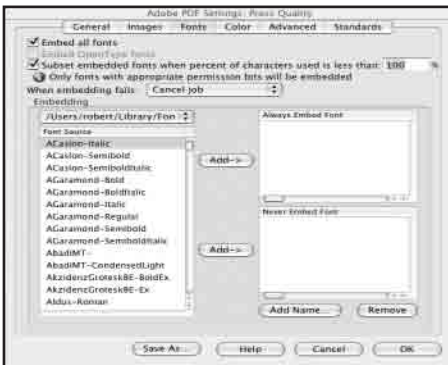 Adobe PDF Settings: Press Quality
General Images Fonts Color Advanced Standards
Embed all fonts
Embed OpenType fonts
Subset embedded fonts when percent of characters used is less than: 100 %
Only fonts with appropriate permission bits will be embedded
When embedding fails: Cancel job
Embedding
/Users/robert/Library/Fon
Font Source
ACaslon-Italic
ACaslon-Semibold
ACaslon-SemiboldItalic
AGaramond-Bold
AGaramond-BoldItalic
AGaramond-Italic
AGaramond-Regular
AGaramond-Semibold
AGaramond-SemiboldItalic
AbadiMT-
AbadiMT-CondensedLight
AkzidenzGroteskBE-BoldEx
AkzidenzGroteskBE-Ex
Aldus-Roman
Add->
Always Embed Font
Add->
Never Embed Font
Add Name... Remove
Save As... Help Cancel OK